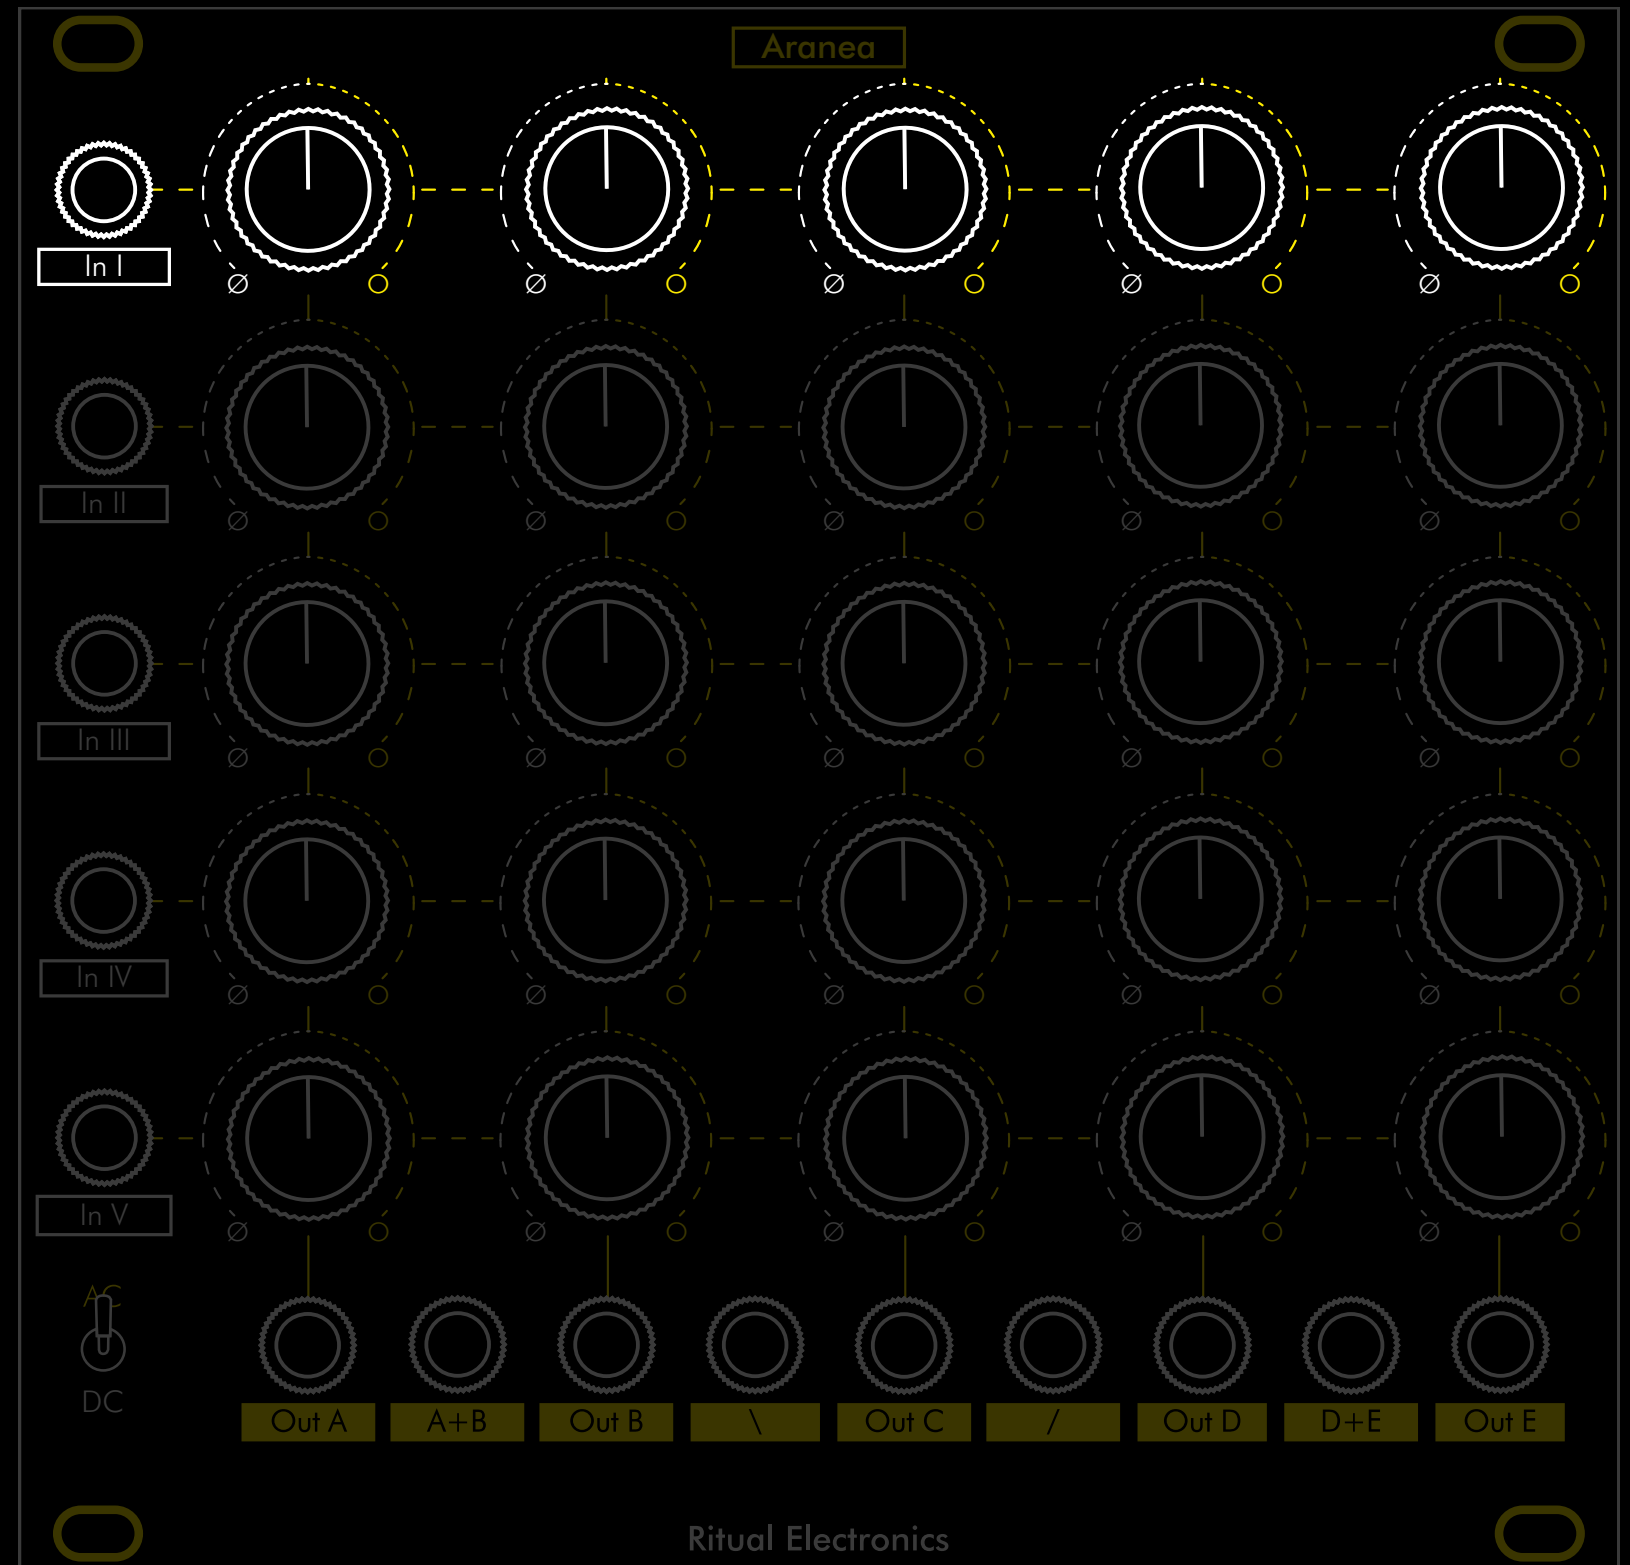 Aranea
In I
Ø Ø Ø Ø Ø
In II
Ø Ø Ø Ø Ø
In III
Ø Ø Ø Ø Ø
In IV
Ø Ø Ø Ø Ø
In V
Ø Ø Ø Ø Ø
AC
DC
Out A A+B Out B \ Out C / Out D D+E Out E
Ritual Electronics